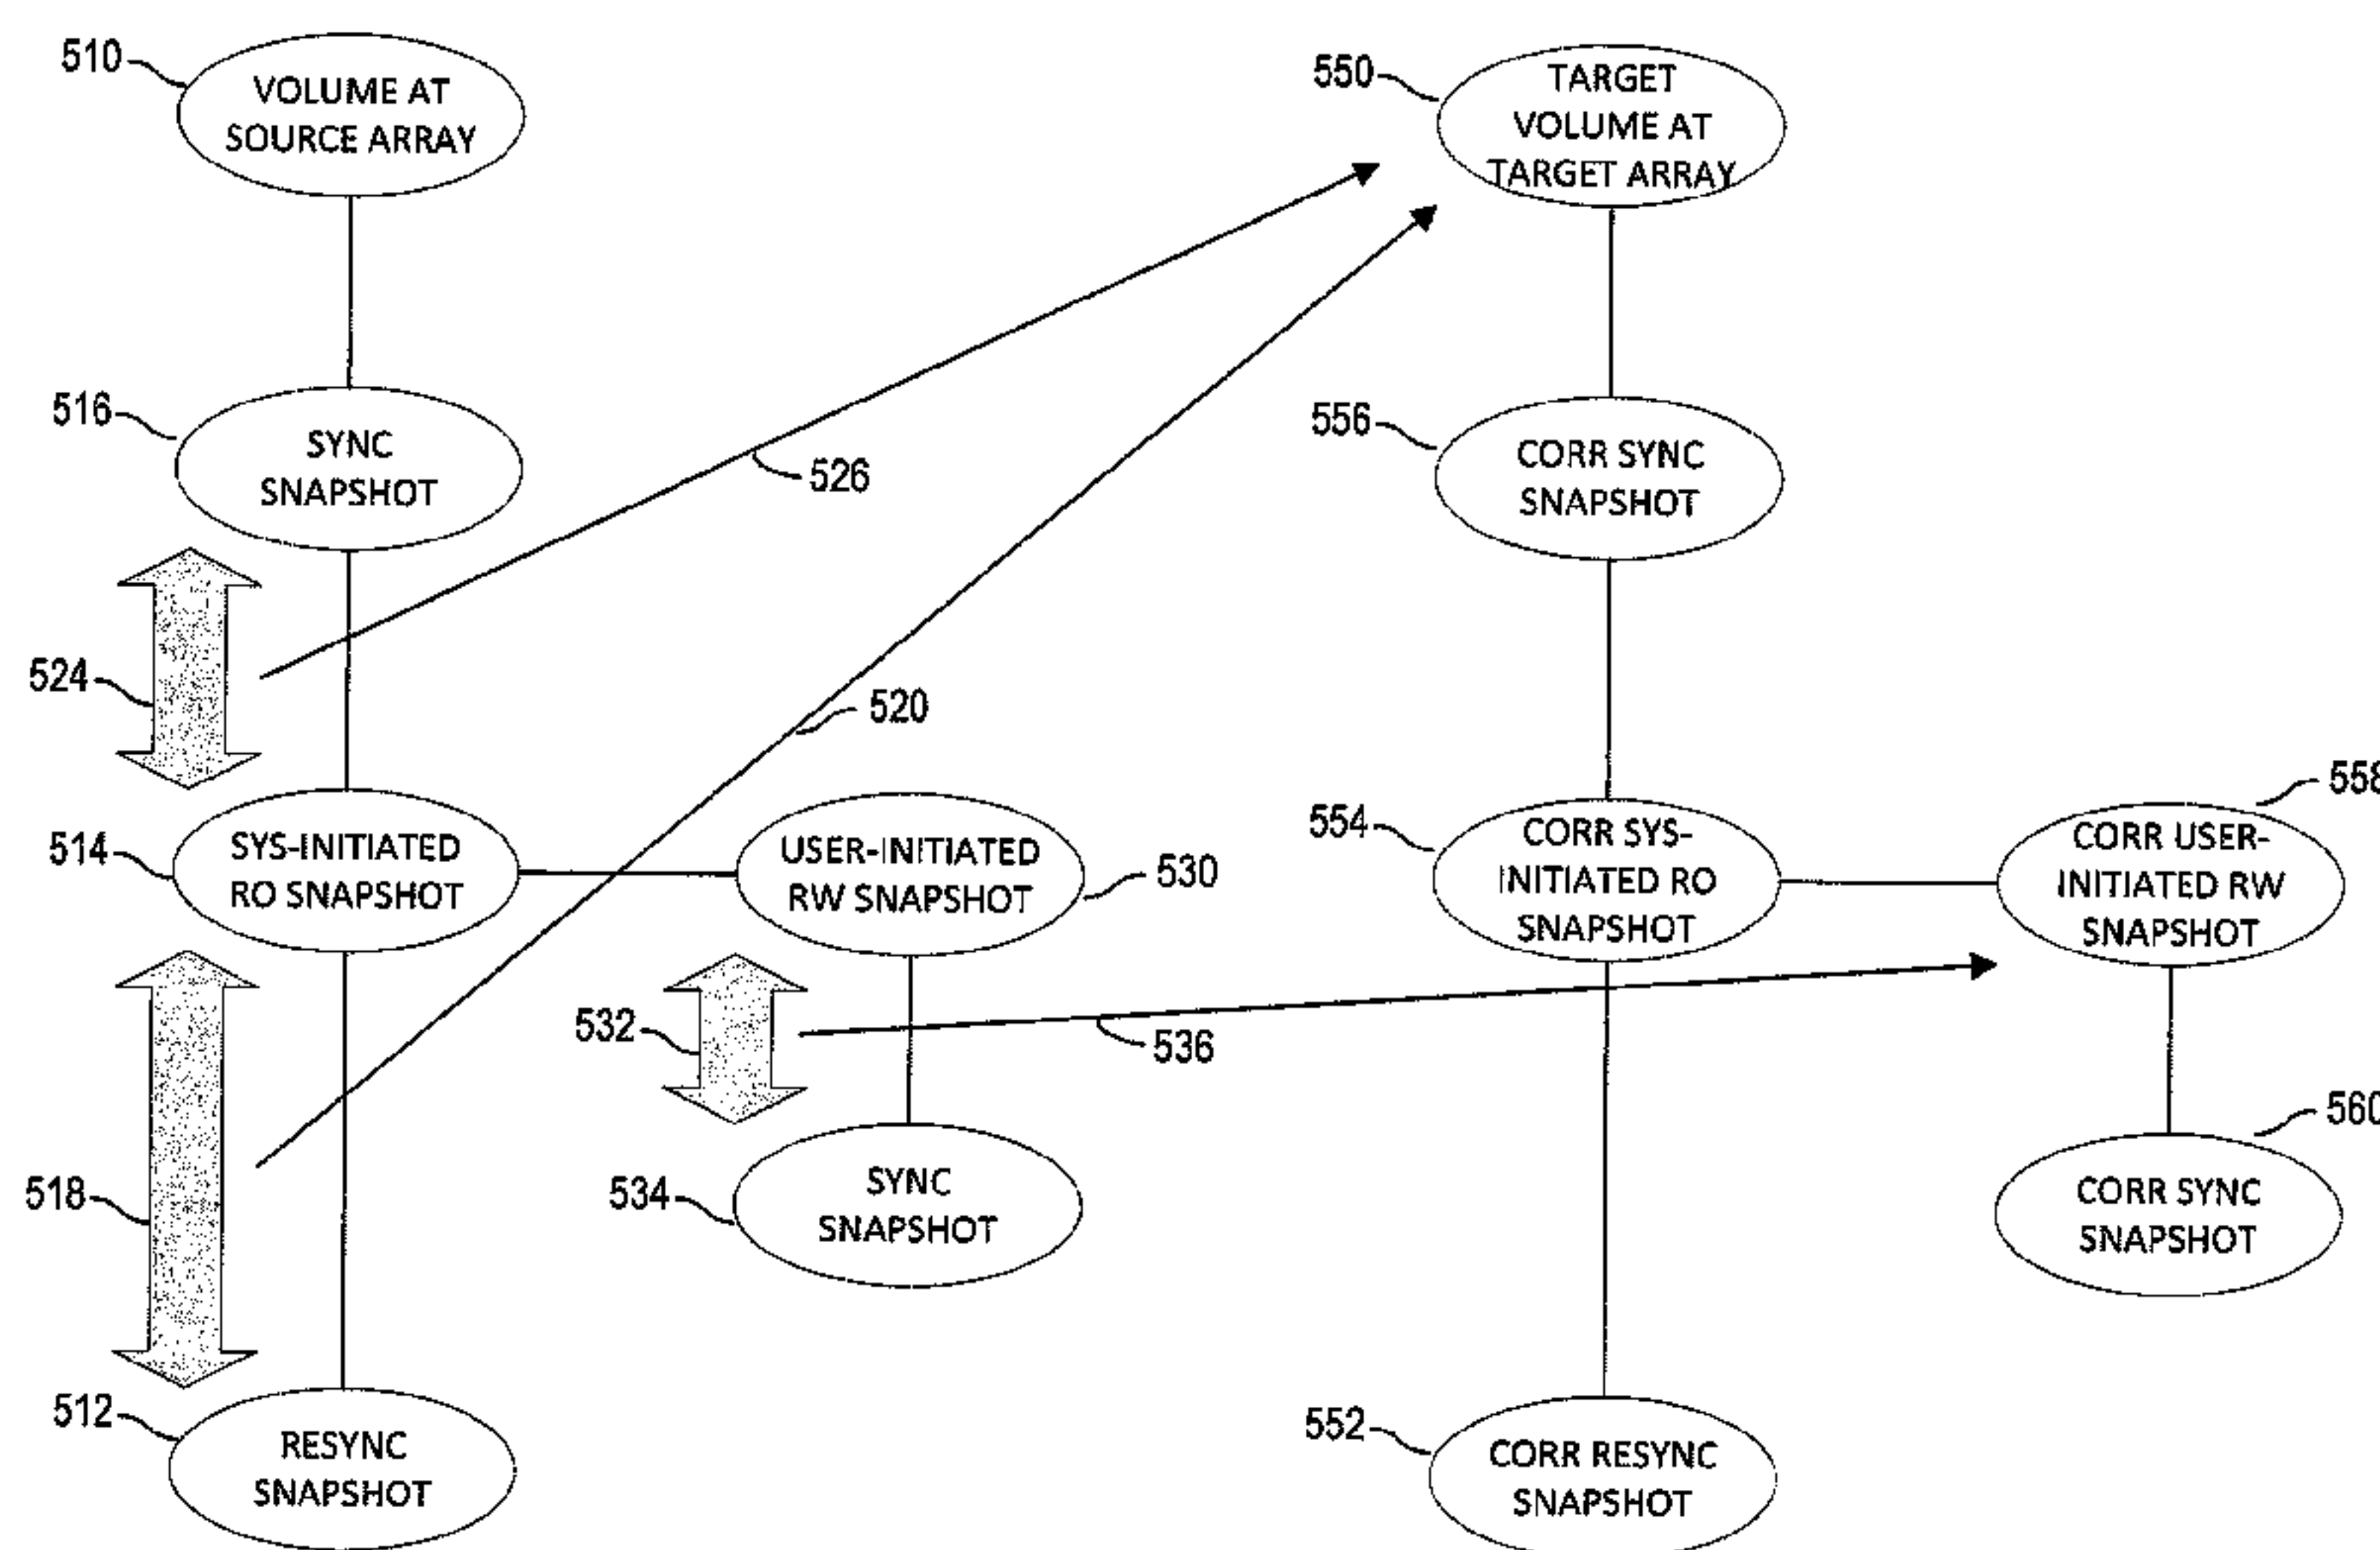 510
VOLUME AT
SOURCE ARRAY
550
TARGET
VOLUME AT
TARGET ARRAY
516
SYNC
SNAPSHOT
526
556
CORR SYNC
SNAPSHOT
524
520
514
SYS-INITIATED
RO SNAPSHOT
USER-INITIATED
RW SNAPSHOT
530
554
CORR SYS-
INITIATED RO
SNAPSHOT
558
CORR USER-
INITIATED RW
SNAPSHOT
532
536
518
534
SYNC
SNAPSHOT
560
CORR SYNC
SNAPSHOT
512
RESYNC
SNAPSHOT
552
CORR RESYNC
SNAPSHOT